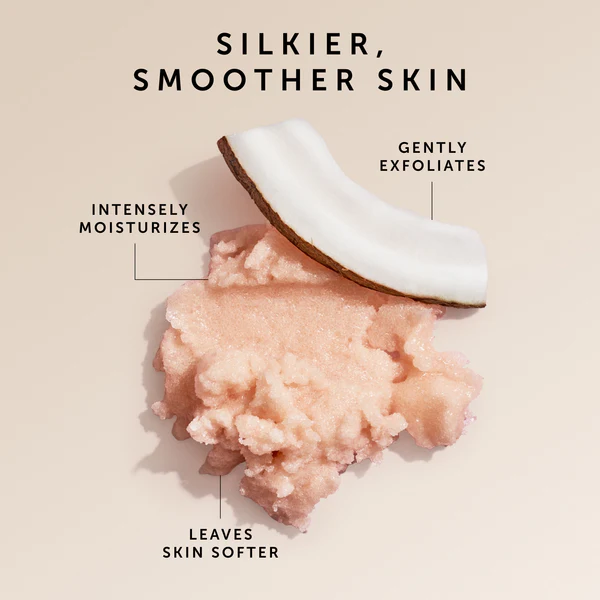 SILKIER,
SMOOTHER SKIN
GENTLY
EXFOLIATES
INTENSELY
MOISTURIZES
LEAVES
SKIN SOFTER